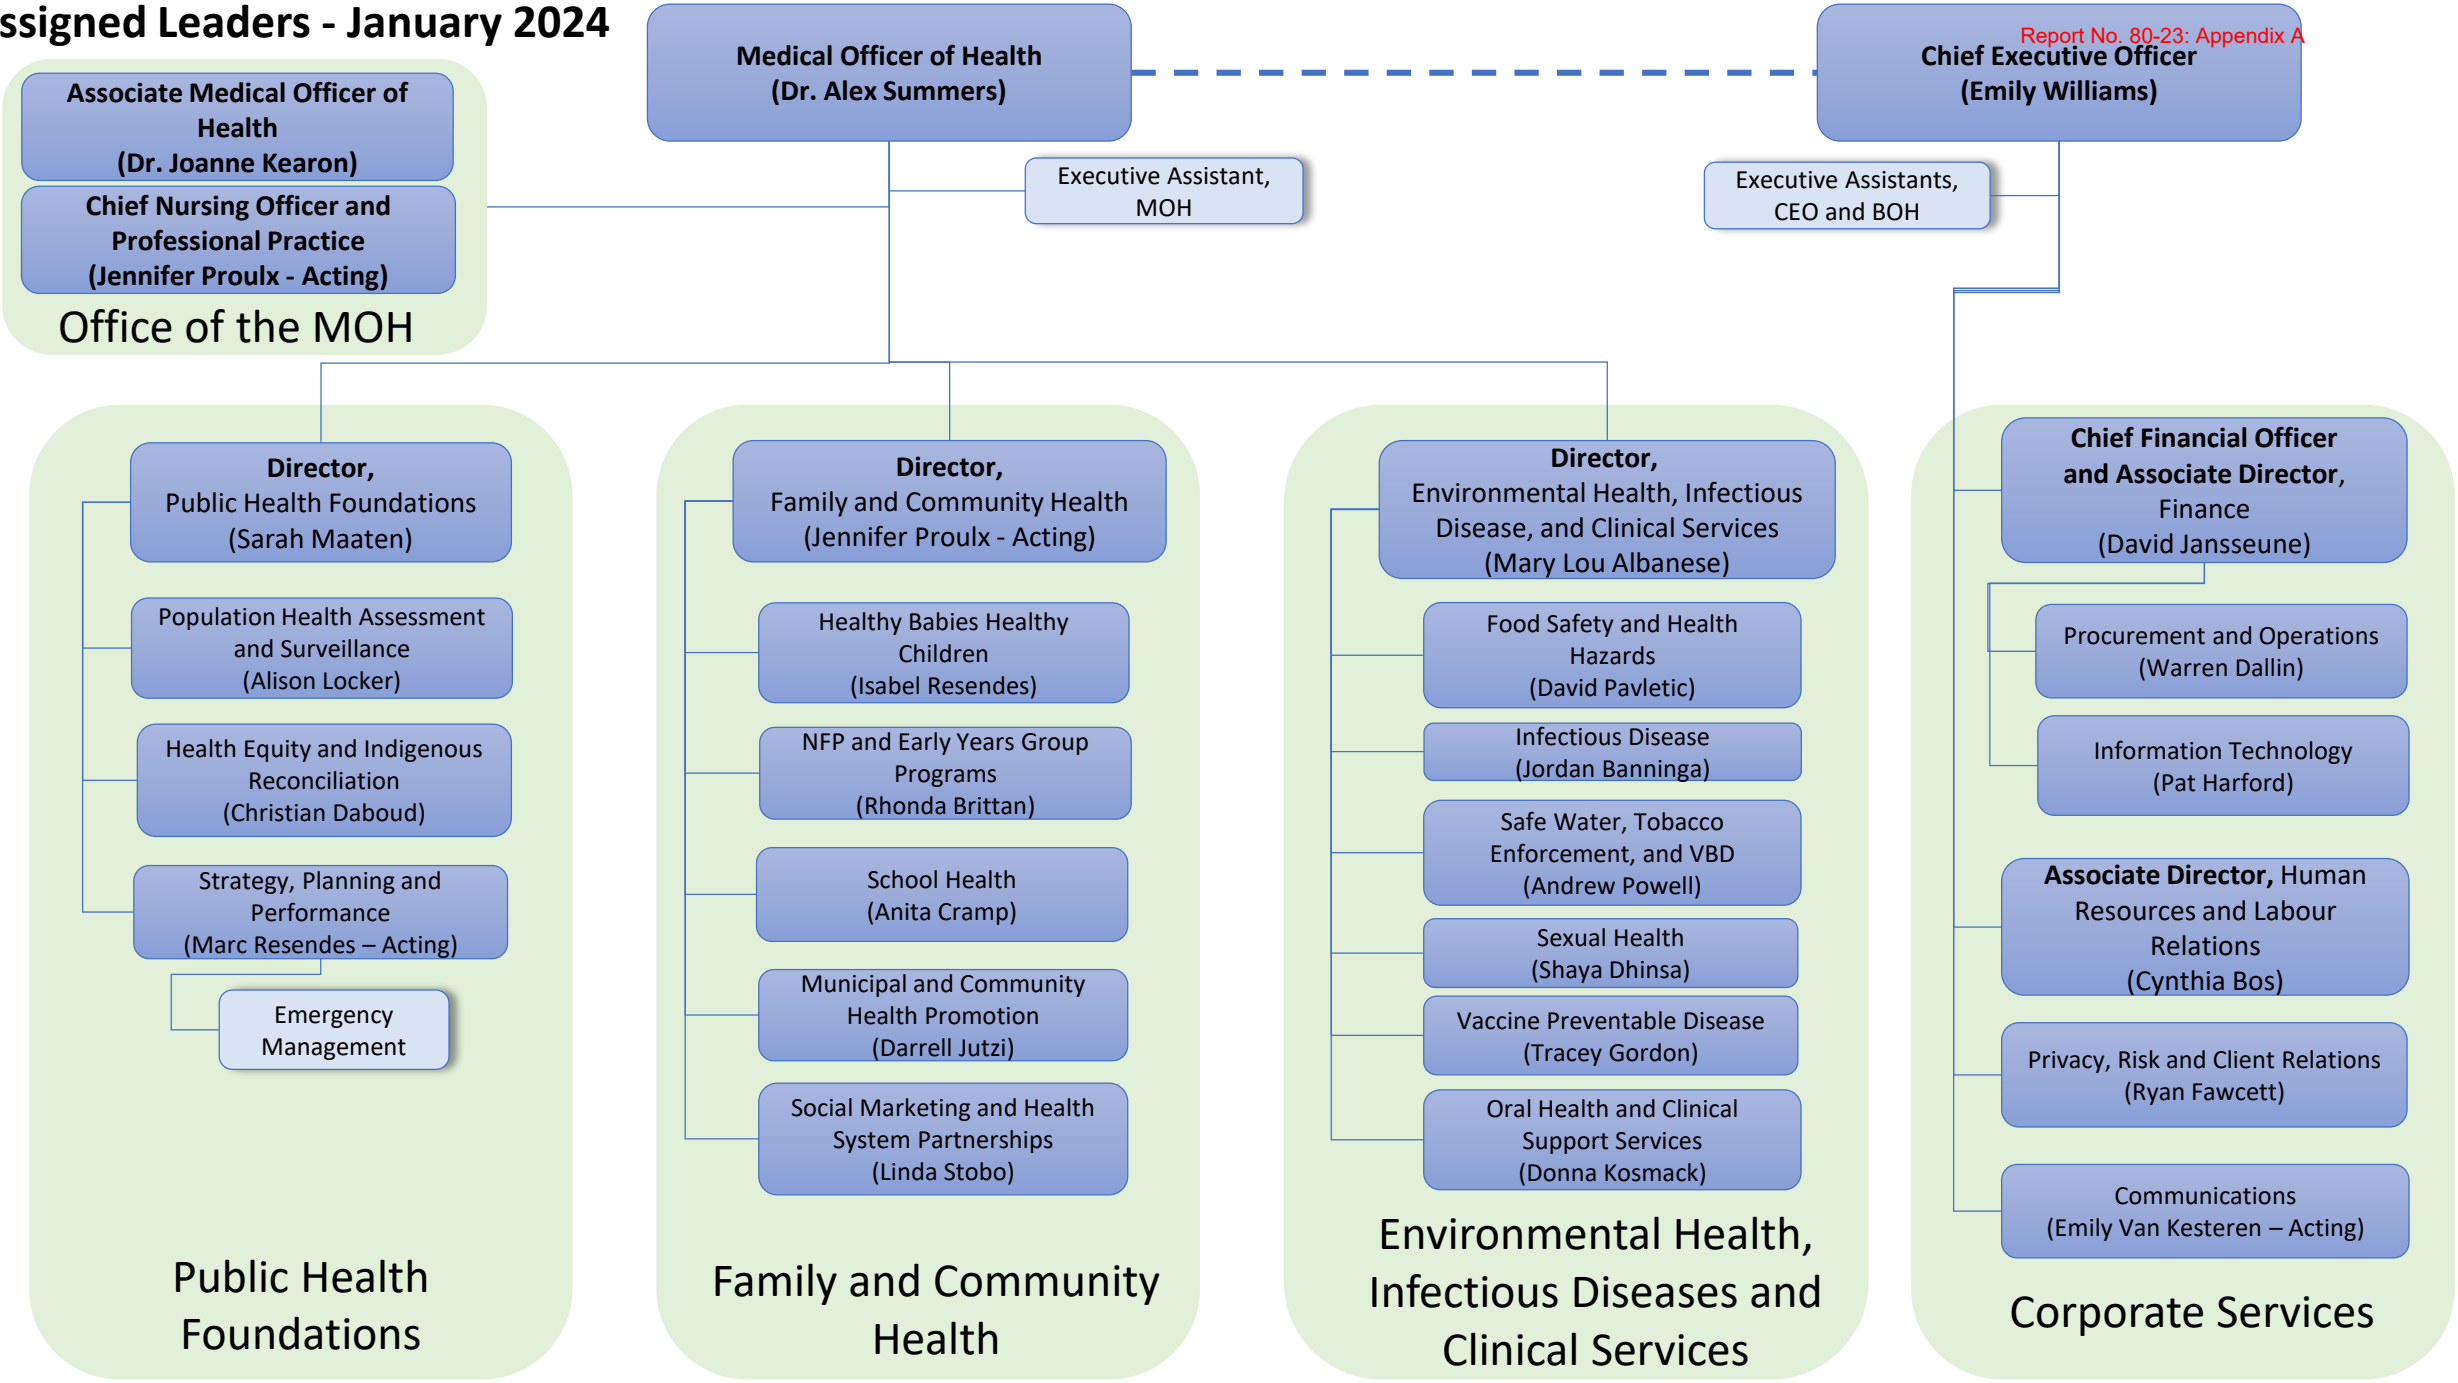 ssigned Leaders - January 2024
Report No. 80-23: Appendix A
Medical Officer of Health
(Dr. Alex Summers)
Chief Executive Officer
(Emily Williams)
Associate Medical Officer of
Health
(Dr. Joanne Kearon)
Chief Nursing Officer and
Professional Practice
(Jennifer Proulx - Acting)
Office of the MOH
Executive Assistant,
MOH
Executive Assistants,
CEO and BOH
Director,
Public Health Foundations
(Sarah Maaten)
Population Health Assessment
and Surveillance
(Alison Locker)
Health Equity and Indigenous
Reconciliation
(Christian Daboud)
Strategy, Planning and
Performance
(Marc Resendes – Acting)
Emergency
Management
Public Health
Foundations
Director,
Family and Community Health
(Jennifer Proulx - Acting)
Healthy Babies Healthy
Children
(Isabel Resendes)
NFP and Early Years Group
Programs
(Rhonda Brittan)
School Health
(Anita Cramp)
Municipal and Community
Health Promotion
(Darrell Jutzi)
Social Marketing and Health
System Partnerships
(Linda Stobo)
Family and Community
Health
Director,
Environmental Health, Infectious
Disease, and Clinical Services
(Mary Lou Albanese)
Food Safety and Health
Hazards
(David Pavletic)
Infectious Disease
(Jordan Banninga)
Safe Water, Tobacco
Enforcement, and VBD
(Andrew Powell)
Sexual Health
(Shaya Dhinsa)
Vaccine Preventable Disease
(Tracey Gordon)
Oral Health and Clinical
Support Services
(Donna Kosmack)
Environmental Health,
Infectious Diseases and
Clinical Services
Chief Financial Officer
and Associate Director,
Finance
(David Jansseune)
Procurement and Operations
(Warren Dallin)
Information Technology
(Pat Harford)
Associate Director, Human
Resources and Labour
Relations
(Cynthia Bos)
Privacy, Risk and Client Relations
(Ryan Fawcett)
Communications
(Emily Van Kesteren – Acting)
Corporate Services